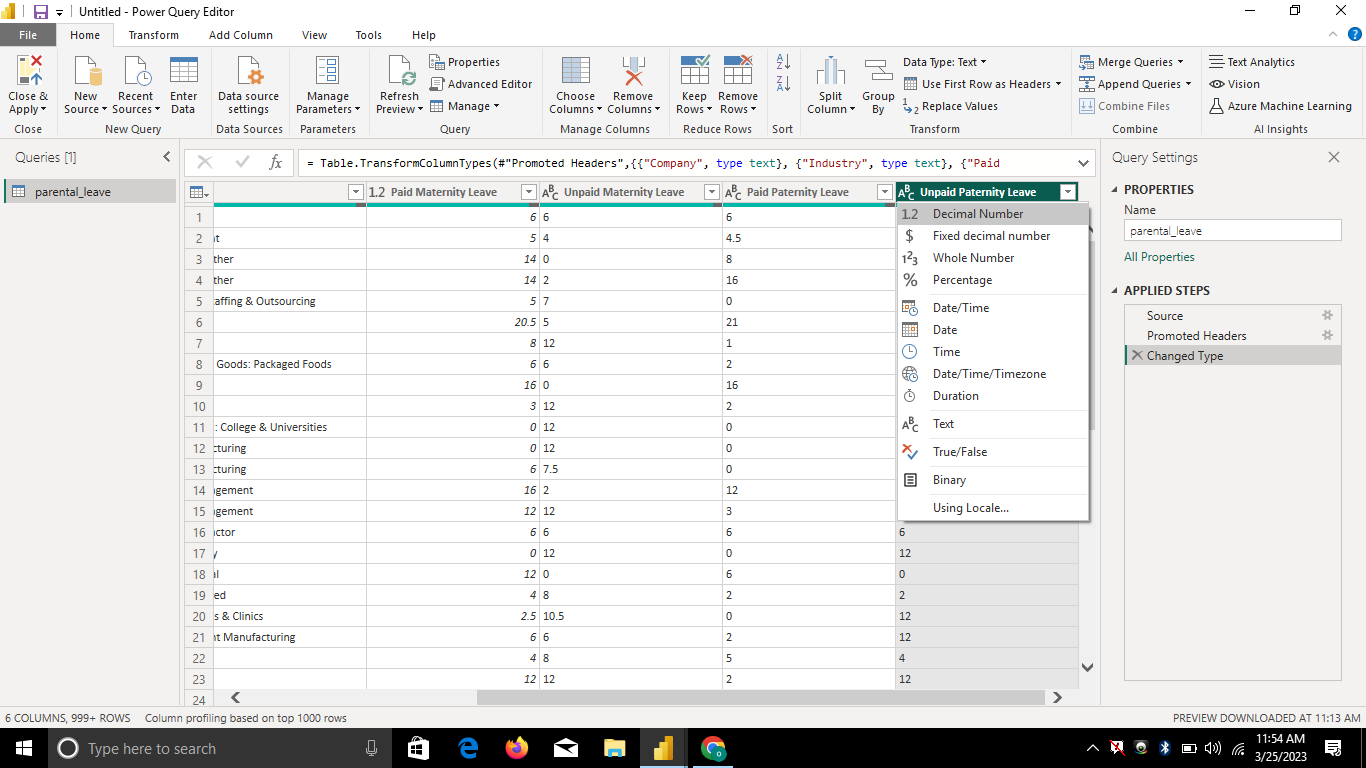 Untitled - Power Query Editor
File Home Transform Add Column View Tools Help
Close & Apply
New Source
Recent Sources
Enter Data
Data source settings
Manage Parameters
Refresh Preview
Properties
Advanced Editor
Manage
Choose Columns
Remove Columns
Keep Rows
Remove Rows
Split Column
Group By
Data Type: Text
Use First Row as Headers
Replace Values
Merge Queries
Append Queries
Combine Files
Text Analytics
Vision
Azure Machine Learning
Close New Query Data Sources Parameters Query Manage Columns Reduce Rows Sort Transform Combine AI Insights
Queries [1]
parental_leave
fx = Table.TransformColumnTypes(#"Promoted Headers",{{"Company", type text}, {"Industry", type text}, {"Paid
1.2 Paid Maternity Leave ABC Unpaid Maternity Leave ABC Paid Paternity Leave ABC Unpaid Paternity Leave
1 6 6 6
2 nt 5 4 4.5
3 ther 14 0 8
4 ther 14 2 16
5 taffing & Outsourcing 5 7 0
6 20.5 5 21
7 8 12 1
8 Goods: Packaged Foods 6 6 2
9 16 0 16
10 3 12 2
11 : College & Universities 0 12 0
12 cturing 0 12 0
13 cturing 6 7.5 0
14 agement 16 2 12
15 agement 12 12 3
16 actor 6 6 6 6
17 y 0 12 0 12
18 al 12 0 6 0
19 ed 4 8 2 2
20 s & Clinics 2.5 10.5 0 12
21 nt Manufacturing 6 6 2 12
22 4 8 5 4
23 12 12 2 12
24
1.2 Decimal Number
$ Fixed decimal number
123 Whole Number
% Percentage
Date/Time
Date
Time
Date/Time/Timezone
Duration
ABC Text
True/False
Binary
Using Locale...
Query Settings
PROPERTIES
Name
parental_leave
All Properties
APPLIED STEPS
Source
Promoted Headers
Changed Type
6 COLUMNS, 999+ ROWS Column profiling based on top 1000 rows PREVIEW DOWNLOADED AT 11:13 AM
Type here to search
11:54 AM
3/25/2023